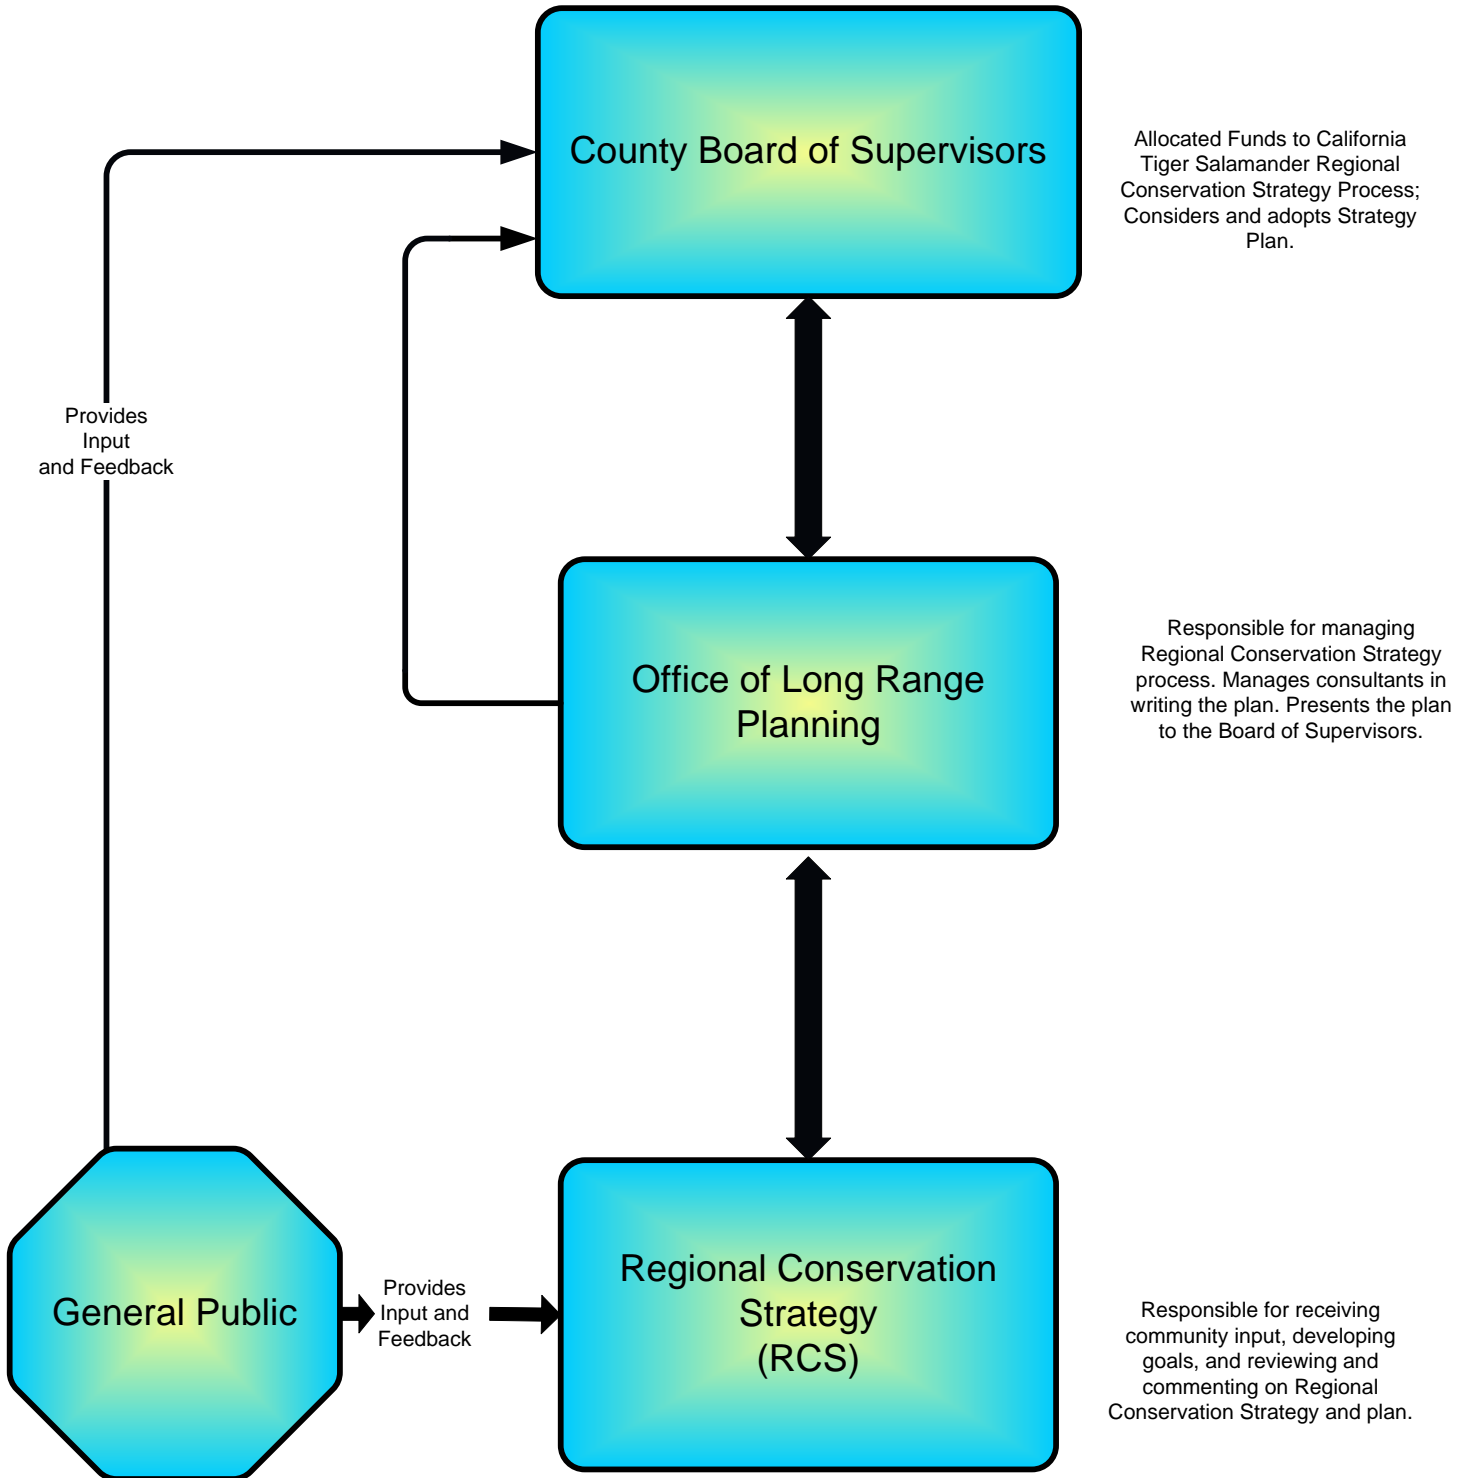 County Board of Supervisors
Allocated Funds to California
Tiger Salamander Regional
Conservation Strategy Process;
Considers and adopts Strategy
Plan.
Provides
Input
and Feedback
Office of Long Range
Planning
Responsible for managing
Regional Conservation Strategy
process. Manages consultants in
writing the plan. Presents the plan
to the Board of Supervisors.
General Public
Provides
Input and
Feedback
Regional Conservation
Strategy
(RCS)
Responsible for receiving
community input, developing
goals, and reviewing and
commenting on Regional
Conservation Strategy and plan.